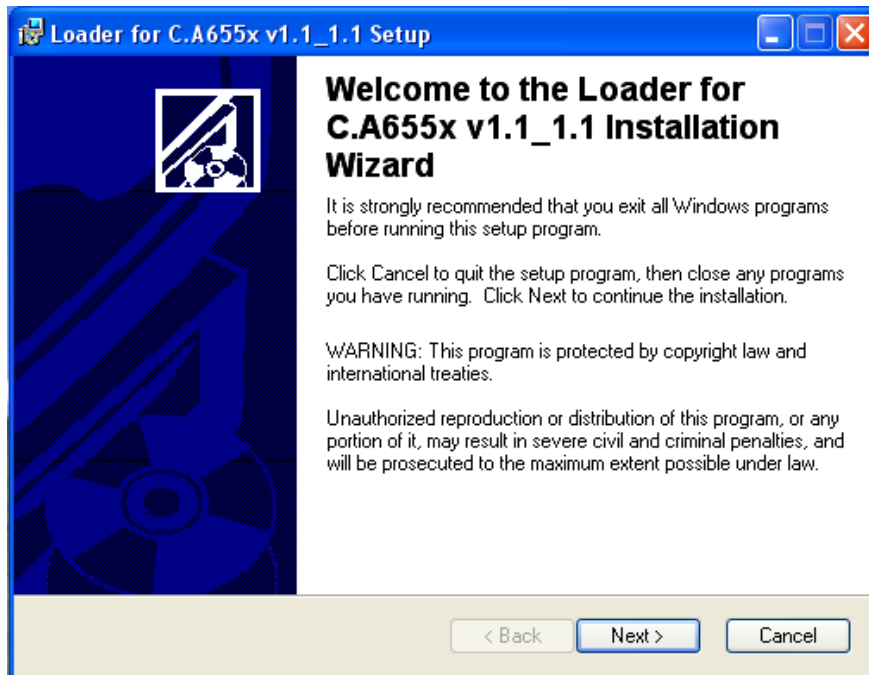 Loader for C.A655x v1.1_1.1 Setup
Welcome to the Loader for
C.A655x v1.1_1.1 Installation
Wizard
It is strongly recommended that you exit all Windows programs
before running this setup program.
Click Cancel to quit the setup program, then close any programs
you have running.  Click Next to continue the installation.
WARNING: This program is protected by copyright law and
international treaties.
Unauthorized reproduction or distribution of this program, or any
portion of it, may result in severe civil and criminal penalties, and
will be prosecuted to the maximum extent possible under law.
< Back Next > Cancel